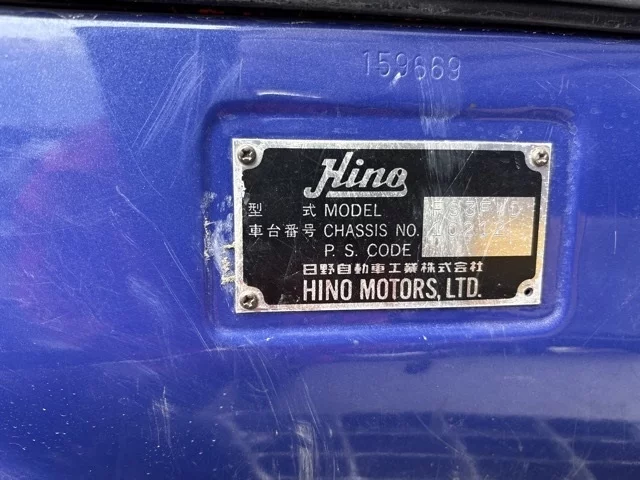 159669
Hino
型 式 MODEL
車台番号 CHASSIS NO.
P. S. CODE
日野自動車工業株式会社
HINO MOTORS, LTD.